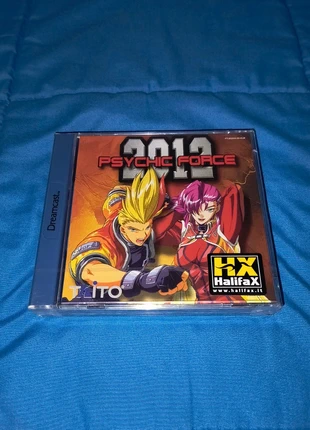 2012
PSYCHIC FORCE
Dreamcast
TAITO
HX
HalifaX
www.halifax.it